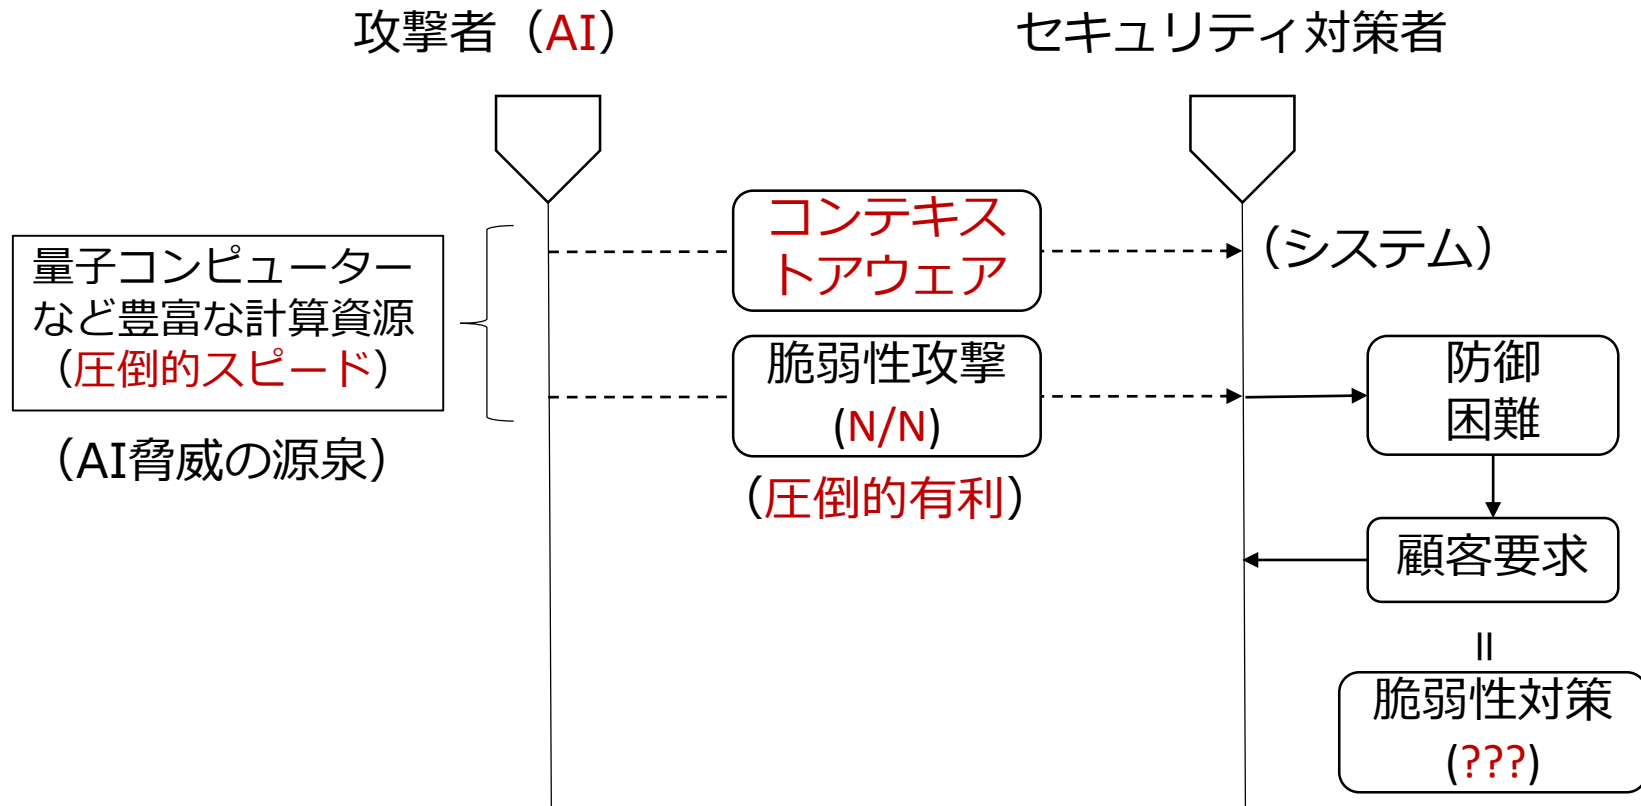 攻撃者（AI）
セキュリティ対策者
コンテキス
トアウェア
（システム）
量子コンピューター
など豊富な計算資源
（圧倒的スピード）
（AI脅威の源泉）
脆弱性攻撃
(N/N)
（圧倒的有利）
防御
困難
顧客要求
=
脆弱性対策
(???)